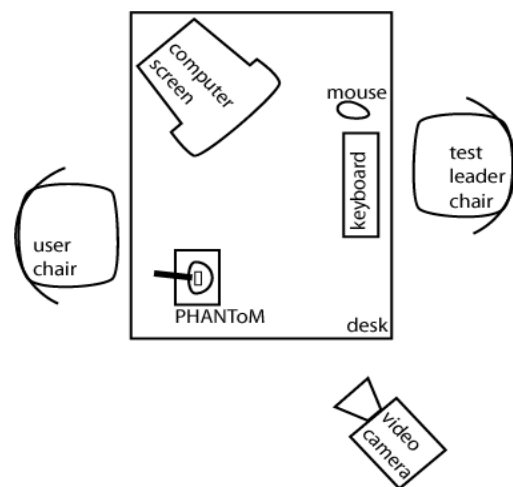 computer
screen
mouse
keyboard
test
leader
chair
user
chair
PHANToM
desk
video
camera